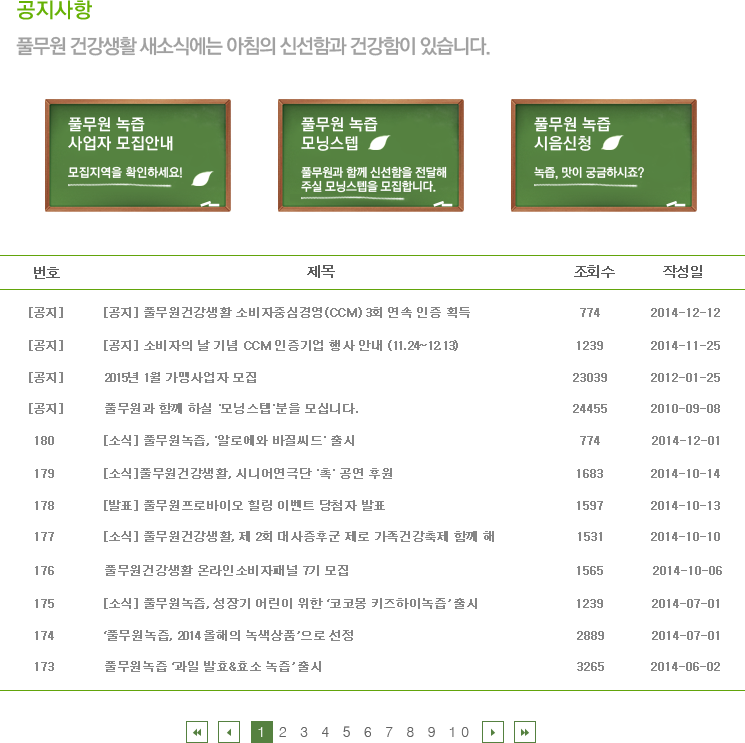 공지사항
풀무원 건강생활 새소식에는 아침의 신선함과 건강함이 있습니다.
풀무원 녹즙
사업자 모집안내
모집지역을 확인하세요!
풀무원 녹즙
모닝스텝
풀무원과 함께 신선함을 전달해
주실 모닝스텝을 모집합니다.
풀무원 녹즙
시음신청
녹즙, 맛이 궁금하시죠?
번호 제목 조회수 작성일
[공지] [공지] 풀무원건강생활 소비자중심경영(CCM) 3회 연속 인증 획득 774 2014-12-12
[공지] [공지] 소비자의 날 기념 CCM 인증기업 행사 안내 (11.24~12.13) 1239 2014-11-25
[공지] 2015년 1월 가맹사업자 모집 23039 2012-01-25
[공지] 풀무원과 함께 하실 '모닝스탭'분을 모십니다. 24455 2010-09-08
180 [소식] 풀무원녹즙, '알로에와 바질씨드' 출시 774 2014-12-01
179 [소식]풀무원건강생활, 시니어연극단 '촉' 공연 후원 1683 2014-10-14
178 [발표] 풀무원프로바이오 힐링 이벤트 당첨자 발표 1597 2014-10-13
177 [소식] 풀무원건강생활, 제 2회 대사증후군 제로 가족건강축제 함께 해 1531 2014-10-10
176 풀무원건강생활 온라인소비자패널 7기 모집 1565 2014-10-06
175 [소식] 풀무원녹즙, 성장기 어린이 위한 ‘코코몽 키즈하이녹즙’ 출시 1239 2014-07-01
174 ‘풀무원녹즙, 2014 올해의 녹색상품’으로 선정 2889 2014-07-01
173 풀무원녹즙 ‘과일 발효&효소 녹즙’ 출시 3265 2014-06-02
1 2 3 4 5 6 7 8 9 10